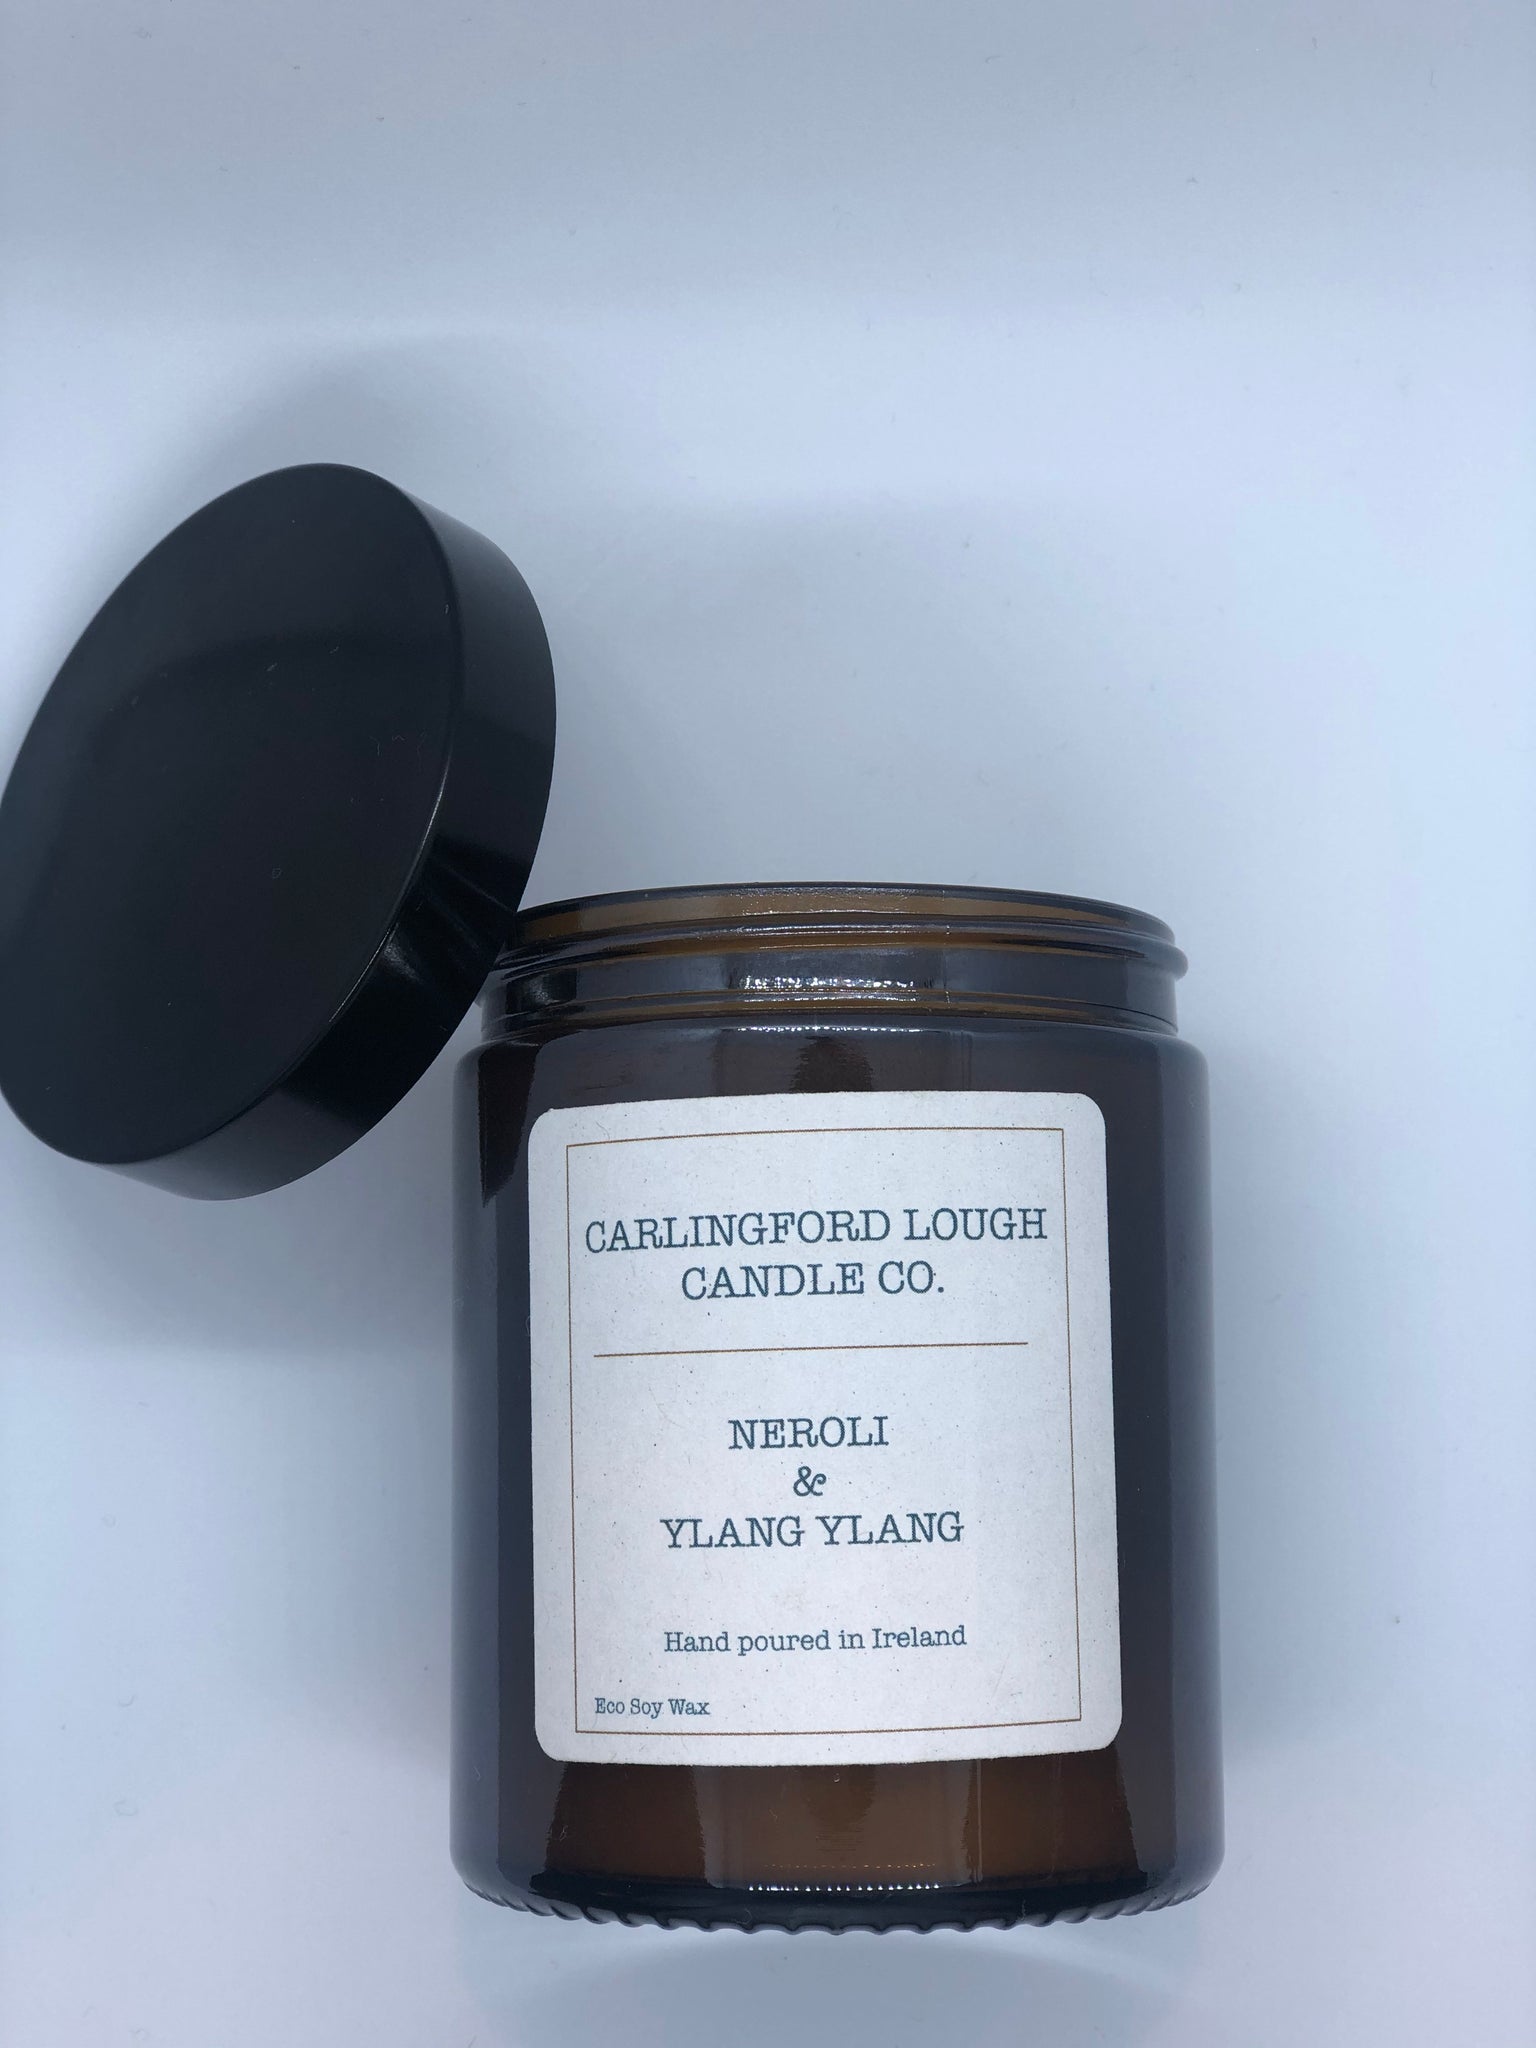 CARLINGFORD LOUGH
CANDLE CO.
NEROLI
&
YLANG YLANG
Hand poured in Ireland
Eco Soy Wax